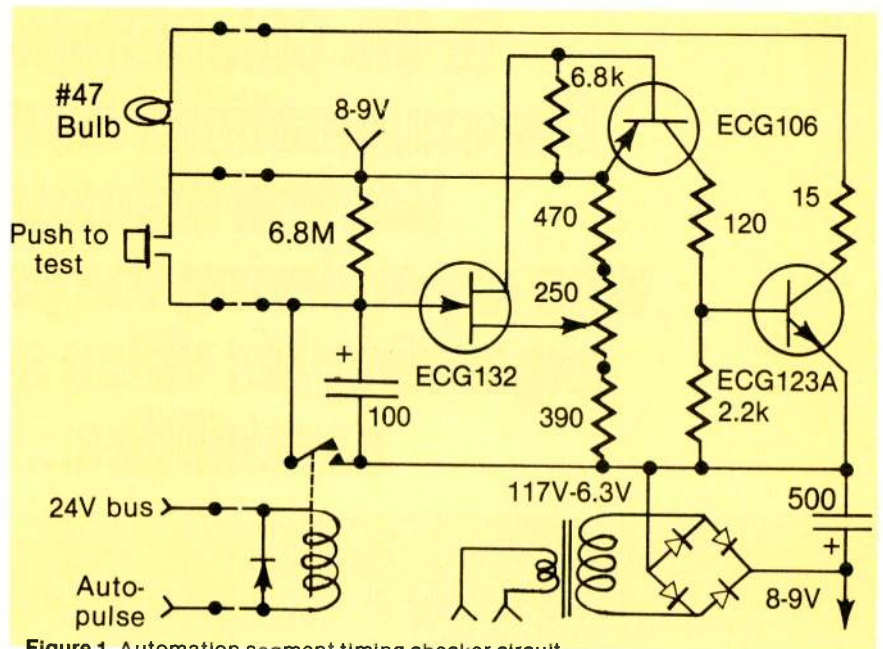 #47
Bulb
8-9V
6.8k
ECG106
Push to
test
6.8M
470
120
15
250
ECG132
ECG123A
100
390
2.2k
24V bus
117V-6.3V
500
Auto-
pulse
8-9V
+
+
Figure 1. Automation segment timing checker circuit.